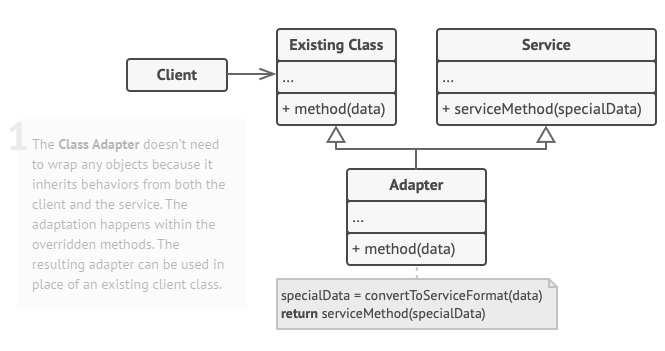 Existing Class
Service
Client
...
...
+ method(data)
+ serviceMethod(specialData)
1
The Class Adapter doesn't need
to wrap any objects because it
inherits behaviors from both the
client and the service. The
adaptation happens within the
overridden methods. The
resulting adapter can be used in
place of an existing client class.
Adapter
...
+ method(data)
specialData = convertToServiceFormat(data)
return serviceMethod(specialData)